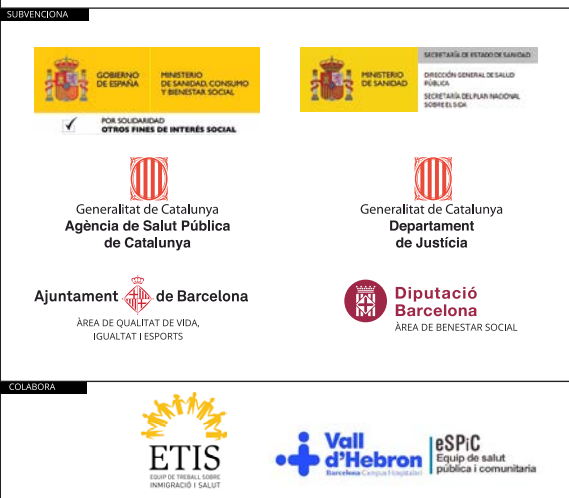 SUBVENCIONA
GOBIERNO
DE ESPAÑA
MINISTERIO
DE SANIDAD, CONSUMO
Y BIENESTAR SOCIAL
POR SOLIDARIDAD
OTROS FINES DE INTERÉS SOCIAL
MINISTERIO
DE SANIDAD
SECRETARÍA DE ESTADO DE SANIDAD
DIRECCIÓN GENERAL DE SALUD
PÚBLICA
SECRETARÍA DEL PLAN NACIONAL
SOBRE EL SIDA
Generalitat de Catalunya
Agència de Salut Pública
de Catalunya
Generalitat de Catalunya
Departament
de Justícia
Ajuntament de Barcelona
ÀREA DE QUALITAT DE VIDA,
IGUALTAT I ESPORTS
Diputació
Barcelona
ÀREA DE BENESTAR SOCIAL
COLABORA
ETIS
EQUIP DE TREBALL SOBRE
IMMIGRACIÓ I SALUT
Vall
d'Hebron
Barcelona Campus Hospitalari
eSPiC
Equip de salut
pública i comunitaria